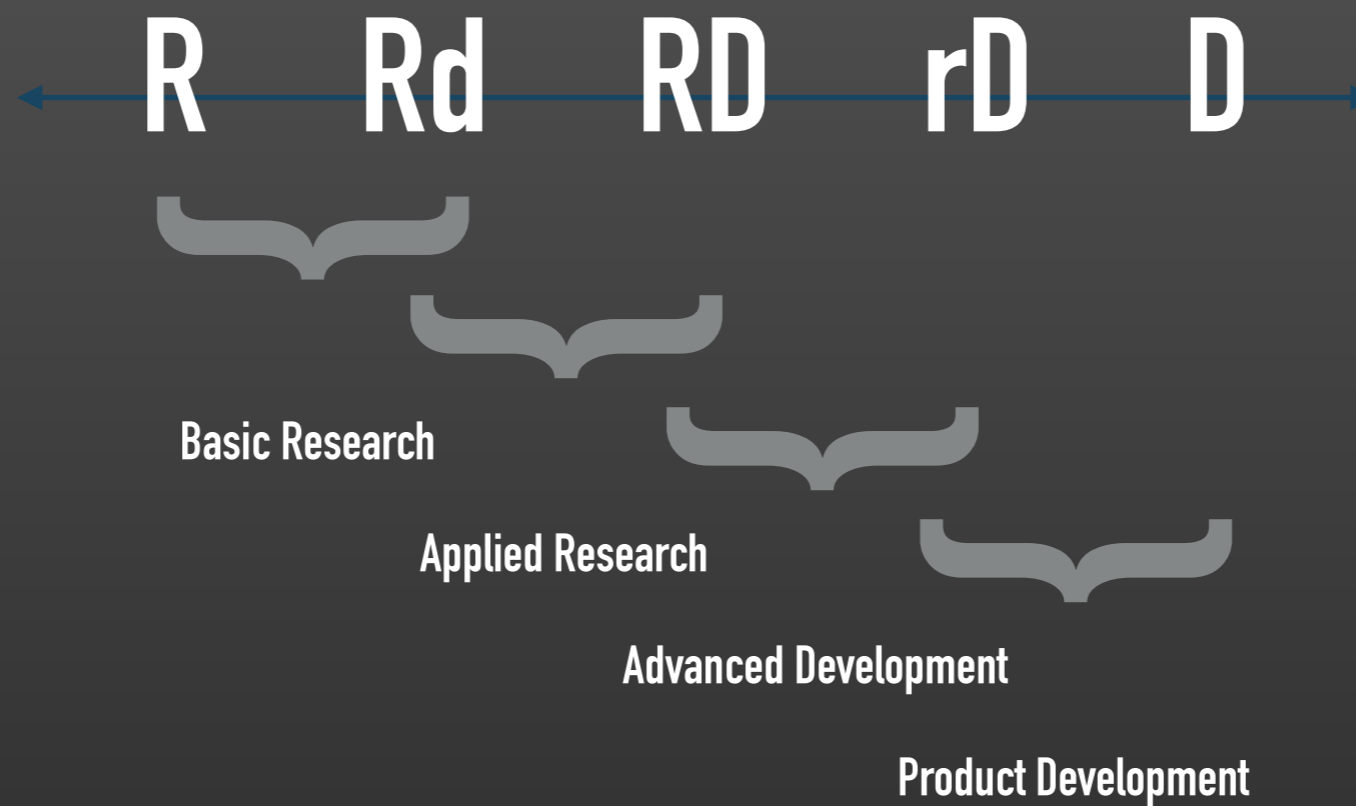 R Rd RD rD D
Basic Research
Applied Research
Advanced Development
Product Development